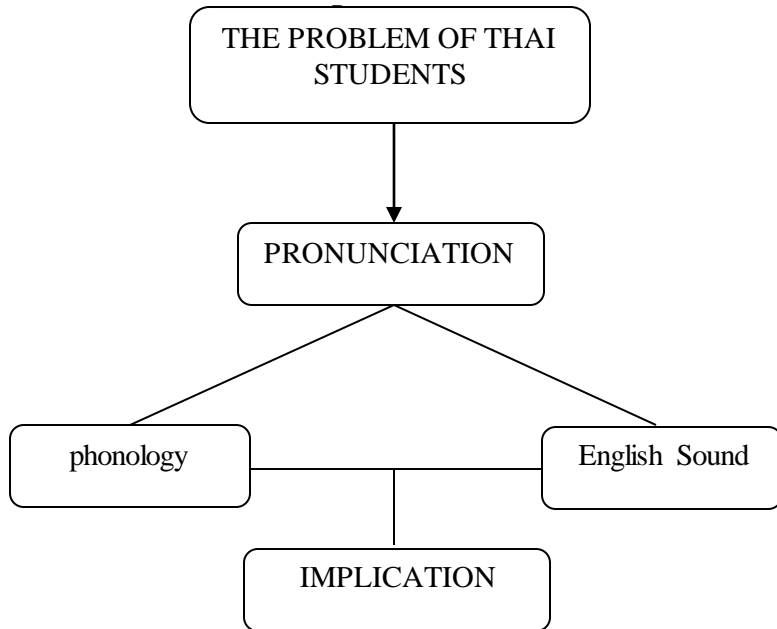 THE PROBLEM OF THAI
STUDENTS
PRONUNCIATION
phonology
English Sound
IMPLICATION